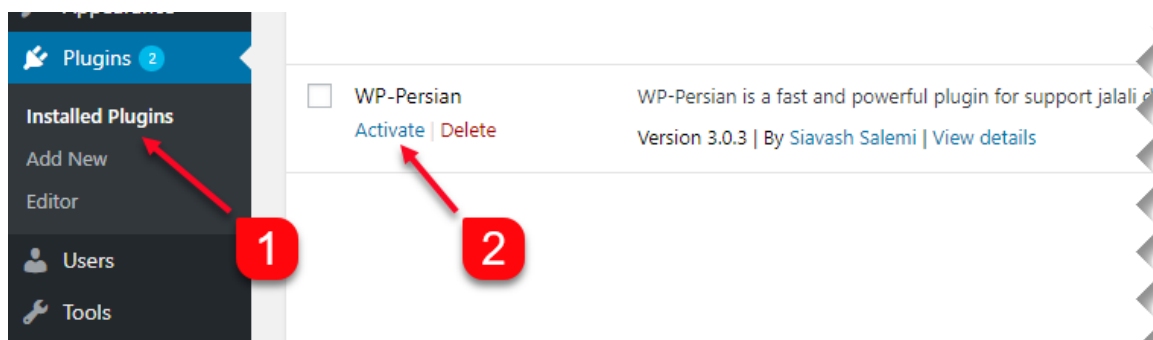 Appearance
Plugins 2
Installed Plugins
Add New
Editor
Users
Tools
1
WP-Persian
Activate | Delete
WP-Persian is a fast and powerful plugin for support jalali
Version 3.0.3 | By Siavash Salemi | View details
2